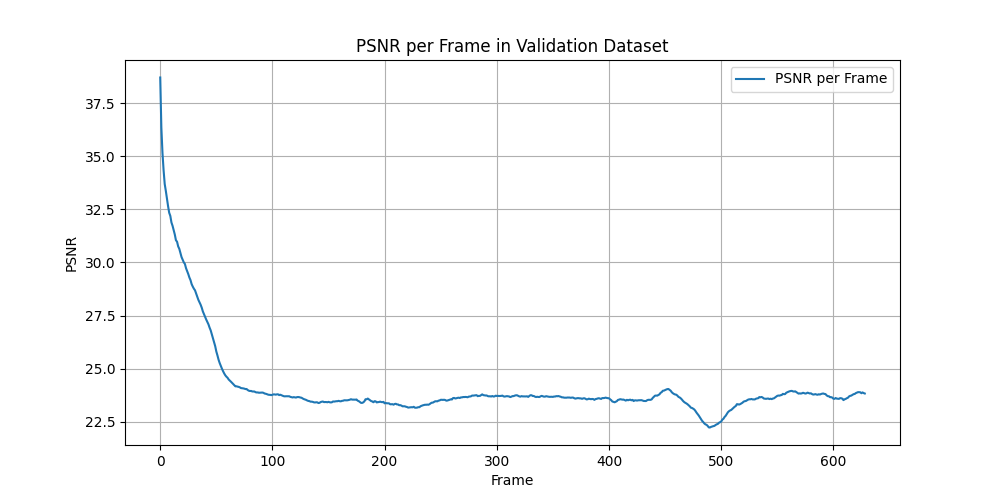 PSNR per Frame in Validation Dataset
PSNR per Frame
37.5
35.0
32.5
30.0
27.5
25.0
22.5
PSNR
0 100 200 300 400 500 600
Frame